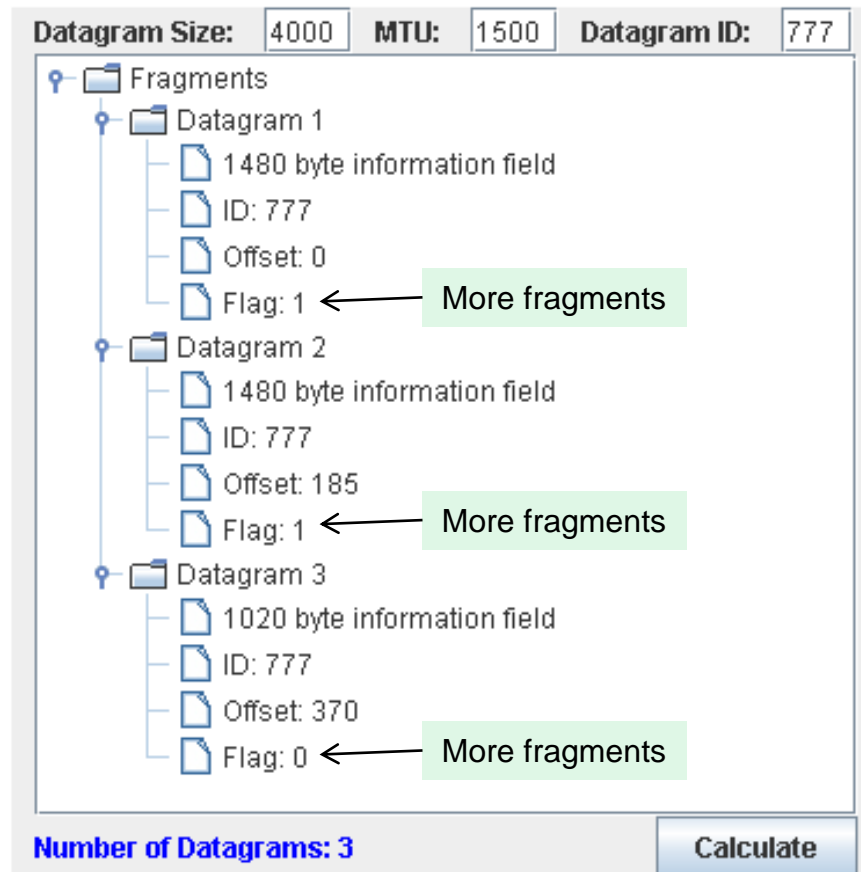 Datagram Size: 4000 MTU: 1500 Datagram ID: 777
Fragments
Datagram 1
1480 byte information field
ID: 777
Offset: 0
Flag: 1 More fragments
Datagram 2
1480 byte information field
ID: 777
Offset: 185
Flag: 1 More fragments
Datagram 3
1020 byte information field
ID: 777
Offset: 370
Flag: 0 More fragments
Number of Datagrams: 3 Calculate